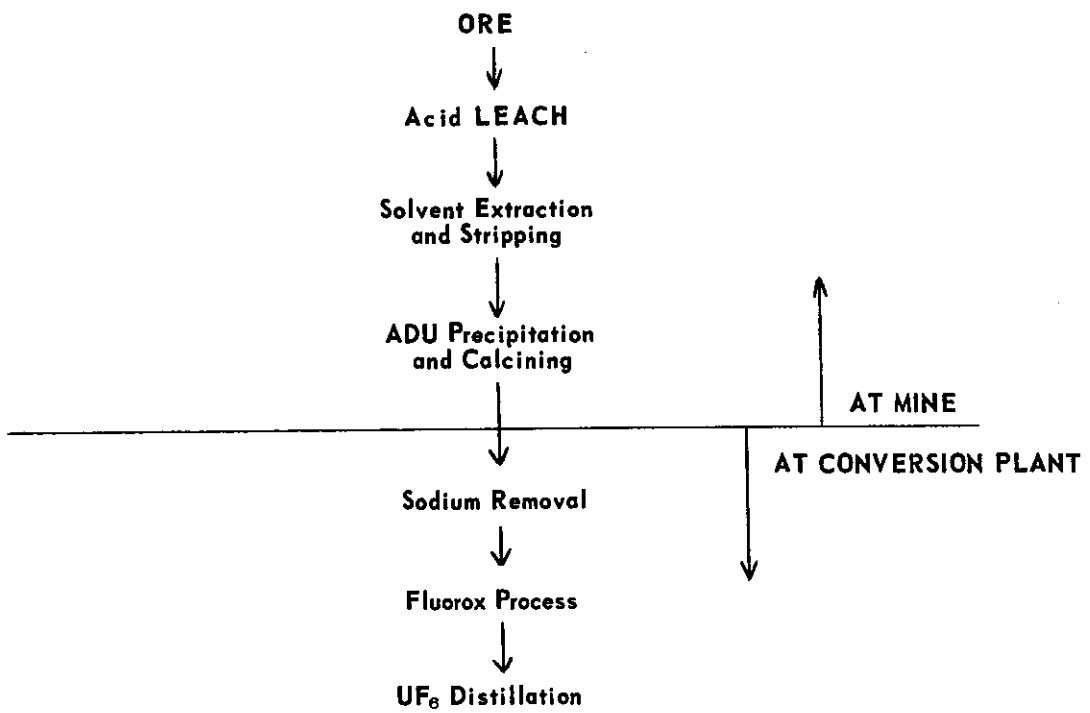 ORE
Acid LEACH
Solvent Extraction
and Stripping
ADU Precipitation
and Calcining
AT MINE
AT CONVERSION PLANT
Sodium Removal
Fluorox Process
UF₆ Distillation